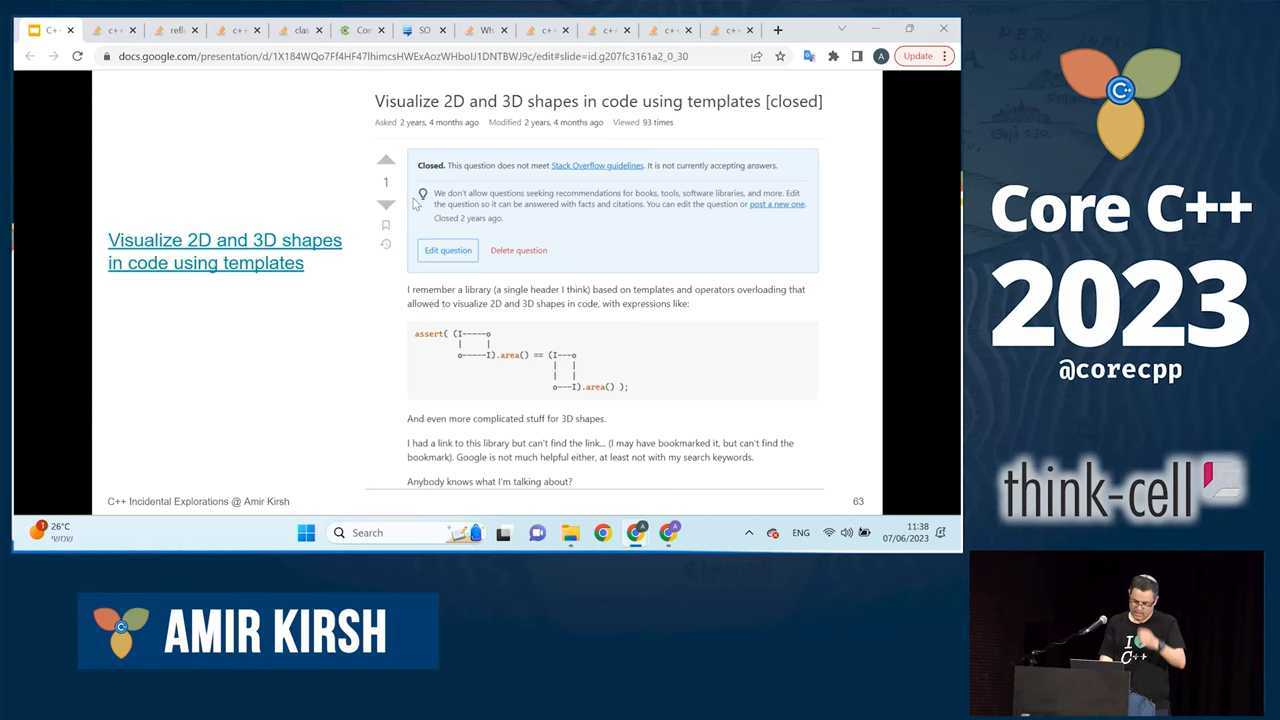 C+
c++
refl
c++
clas
Cor
SO
Wh
c++
c++
c++
c++
docs.google.com/presentation/d/1X184WQo7Ff4HF47lhimcsHWExAozWHboIJ1DNTBWJ9c/edit#slide=id.g207fc3161a2_0_30
A
Update
Visualize 2D and 3D shapes in code using templates [closed]
Asked 2 years, 4 months ago Modified 2 years, 4 months ago Viewed 93 times
1
Closed. This question does not meet Stack Overflow guidelines. It is not currently accepting answers.
We don't allow questions seeking recommendations for books, tools, software libraries, and more. Edit
the question so it can be answered with facts and citations. You can edit the question or post a new one.
Closed 2 years ago.
Edit question Delete question
Visualize 2D and 3D shapes
in code using templates
I remember a library (a single header I think) based on templates and operators overloading that
allowed to visualize 2D and 3D shapes in code, with expressions like:
assert( (I-----o
| |
o-----I).area() == (I---o
| |
| |
o---I).area() );
And even more complicated stuff for 3D shapes.
I had a link to this library but can't find the link... (I may have bookmarked it, but can't find the
bookmark). Google is not much helpful either, at least not with my search keywords.
Anybody knows what I'm talking about?
C++ Incidental Explorations @ Amir Kirsh
63
1
26°C
שמשי
Search
ENG
11:38
07/06/2023
C++
Core C++
2023
@corecpp
think-cell
C++
AMIR KIRSH
I
C++